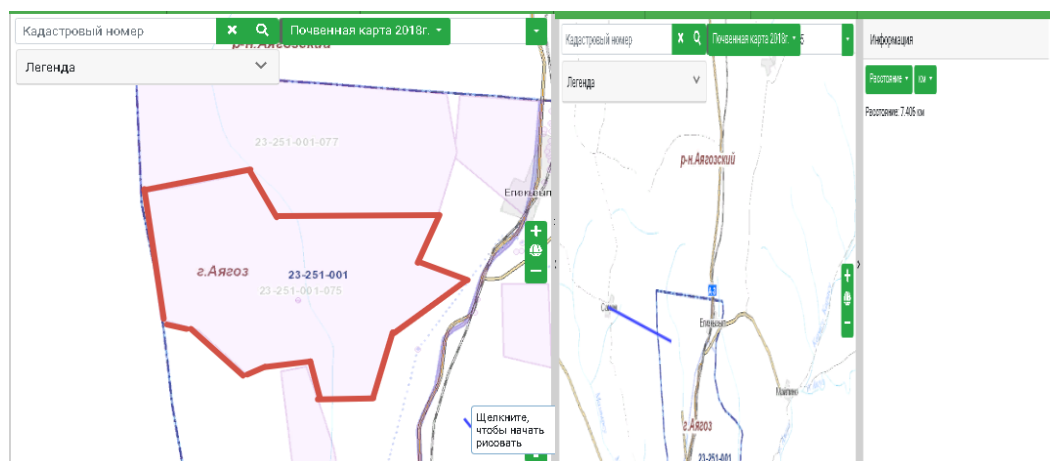 Кадастровый номер
Почвенная карта 2018г.
р-н.Аягозский
Легенда
23-251-001-077
г.Аягоз
23-251-001
23-251-001-075
Щелкните,
чтобы начать
рисовать
Кадастровый номер
Почвенная карта 2018г.
5
Легенда
р-н.Аягозский
г.Аягоз
23-251-001
Информация
Расстояние
км
Расстояние: 7.406 км